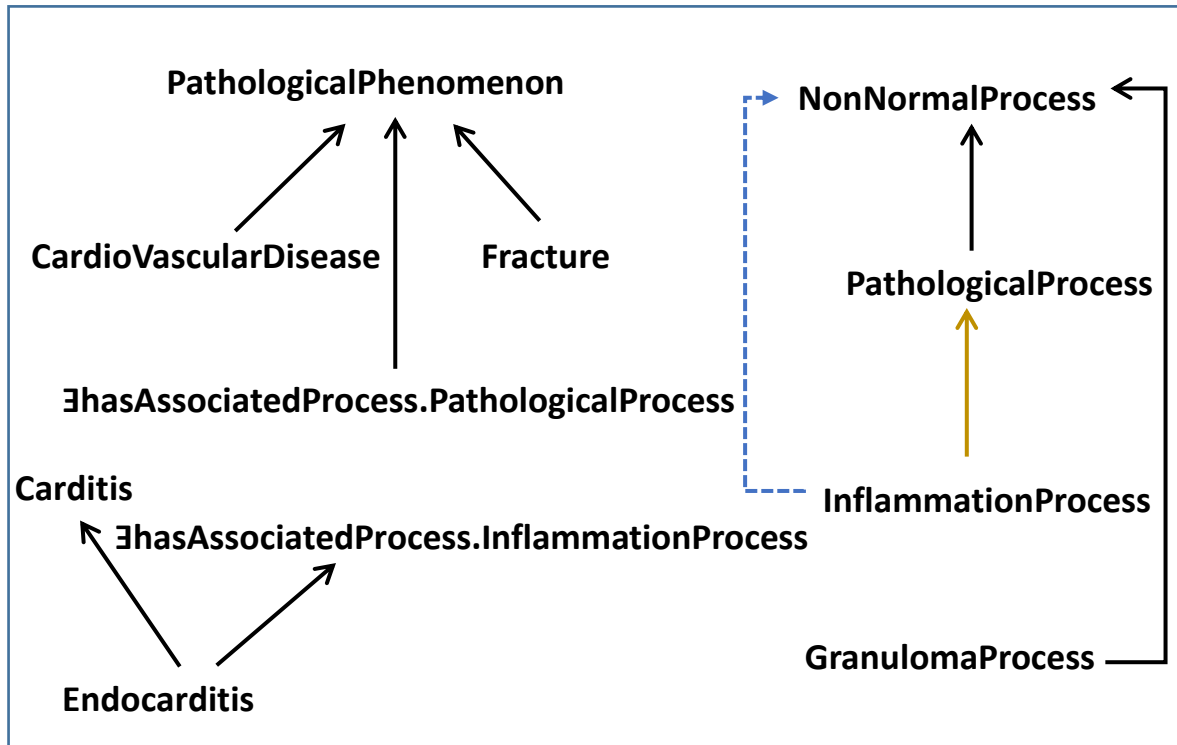 PathologicalPhenomenon
NonNormalProcess
CardioVascularDisease
Fracture
PathologicalProcess
∃hasAssociatedProcess.PathologicalProcess
Carditis
InflammationProcess
∃hasAssociatedProcess.InflammationProcess
GranulomaProcess
Endocarditis